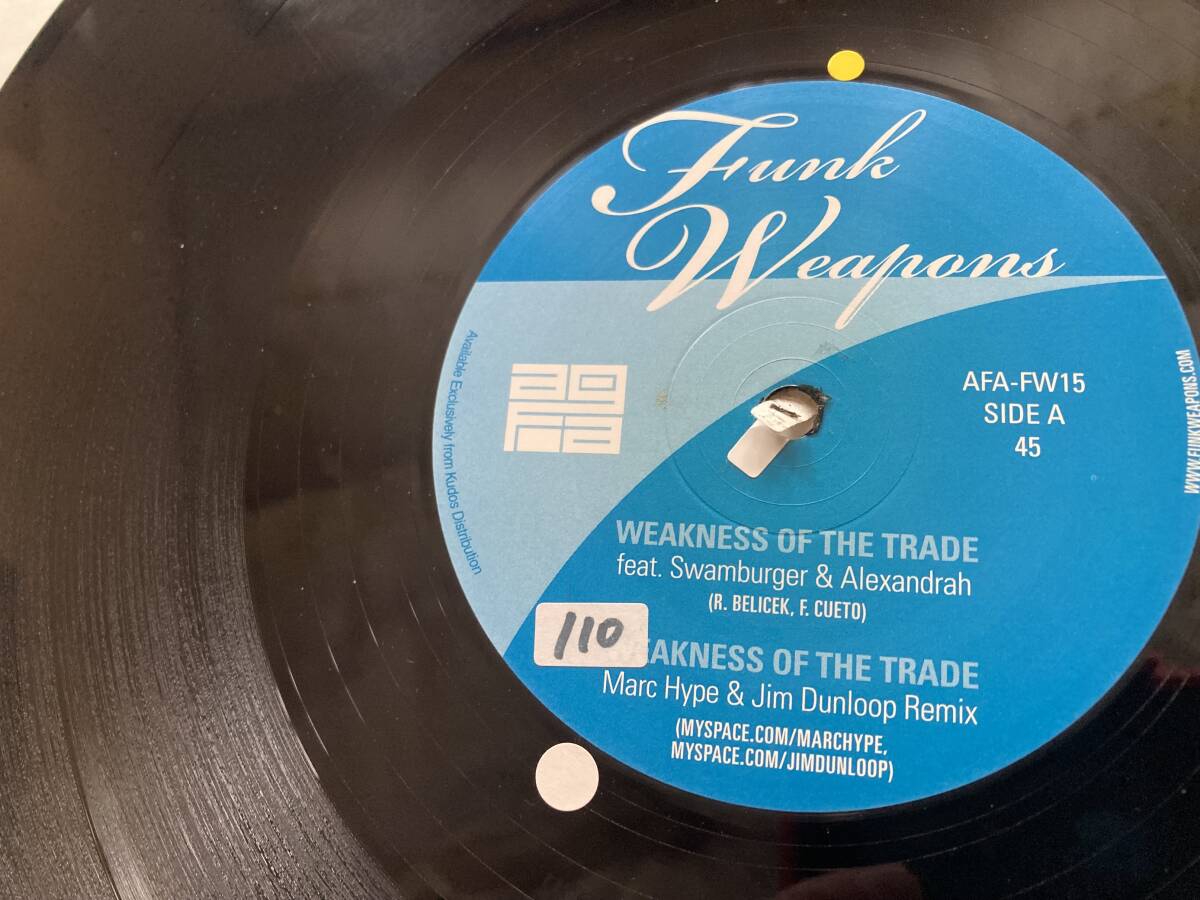 Funk
Weapons
Available Exclusively from Kudos Distribution
agfa
AFA-FW15
SIDE A
45
WWW.FUNKWEAPONS.COM
WEAKNESS OF THE TRADE
feat. Swamburger & Alexandrah
(R. BELICEK, F. CUETO)
110
WEAKNESS OF THE TRADE
Marc Hype & Jim Dunloop Remix
(MYSPACE.COM/MARCHYPE,
MYSPACE.COM/JIMDUNLOOP)